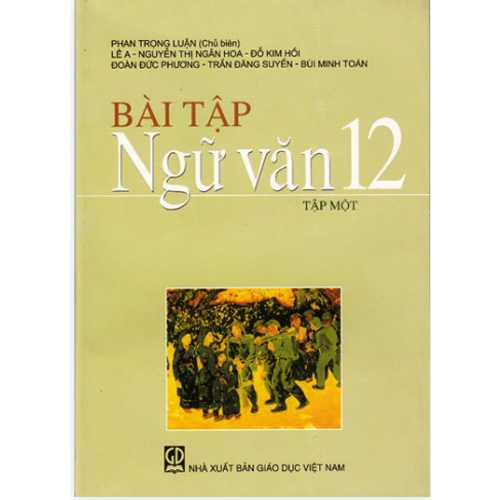 PHAN TRỌNG LUẬN (Chủ biên)
LÊ A - NGUYỄN THỊ NGÂN HOA - ĐỖ KIM HỒI
ĐOÀN ĐỨC PHƯƠNG - TRẦN ĐĂNG SUYỀN - BÙI MINH TOÁN
BÀI TẬP
Ngữ văn 12
TẬP MỘT
GD
NHÀ XUẤT BẢN GIÁO DỤC VIỆT NAM